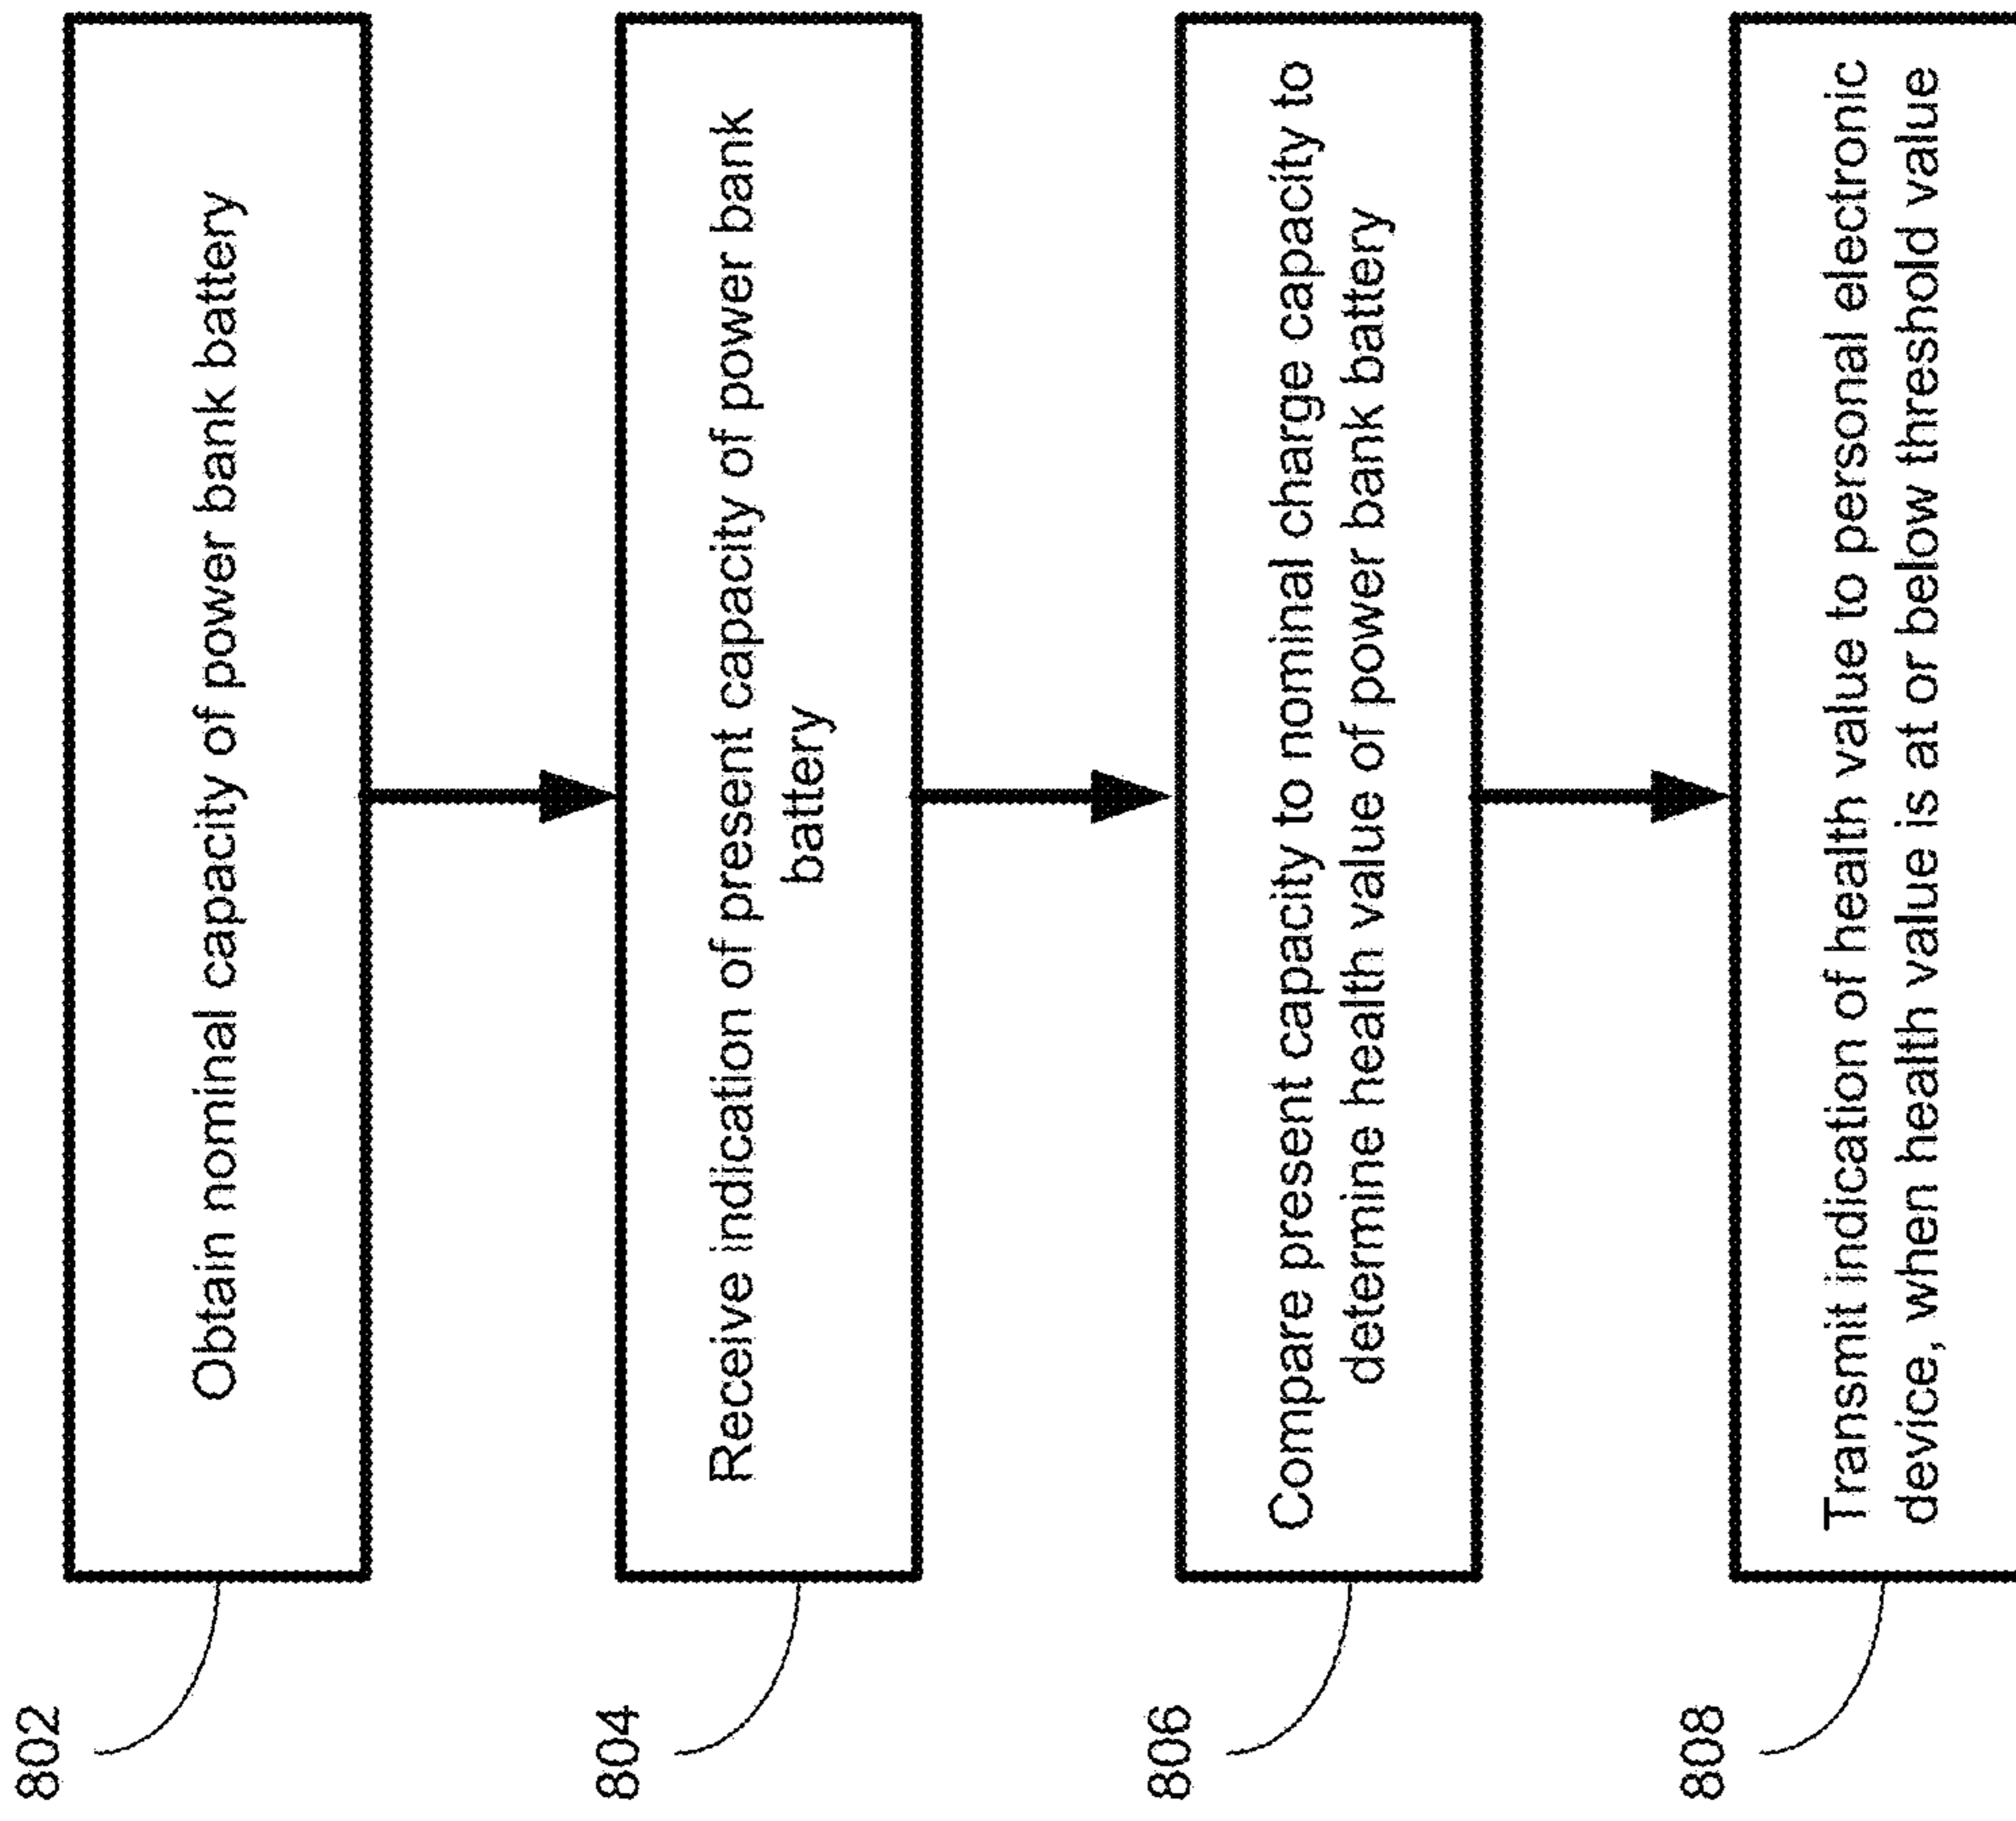 802
Obtain nominal capacity of power bank battery
804
Receive indication of present capacity of power bank
battery
806
Compare present capacity to nominal charge capacity to
determine health value of power bank battery
808
Transmit indication of health value to personal electronic
device, when health value is at or below threshold value